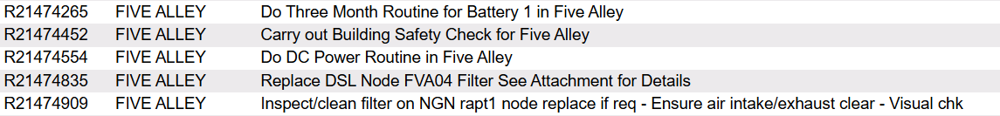 R21474265 FIVE ALLEY Do Three Month Routine for Battery 1 in Five Alley
R21474452 FIVE ALLEY Carry out Building Safety Check for Five Alley
R21474554 FIVE ALLEY Do DC Power Routine in Five Alley
R21474835 FIVE ALLEY Replace DSL Node FVA04 Filter See Attachment for Details
R21474909 FIVE ALLEY Inspect/clean filter on NGN rapt1 node replace if req - Ensure air intake/exhaust clear - Visual chk